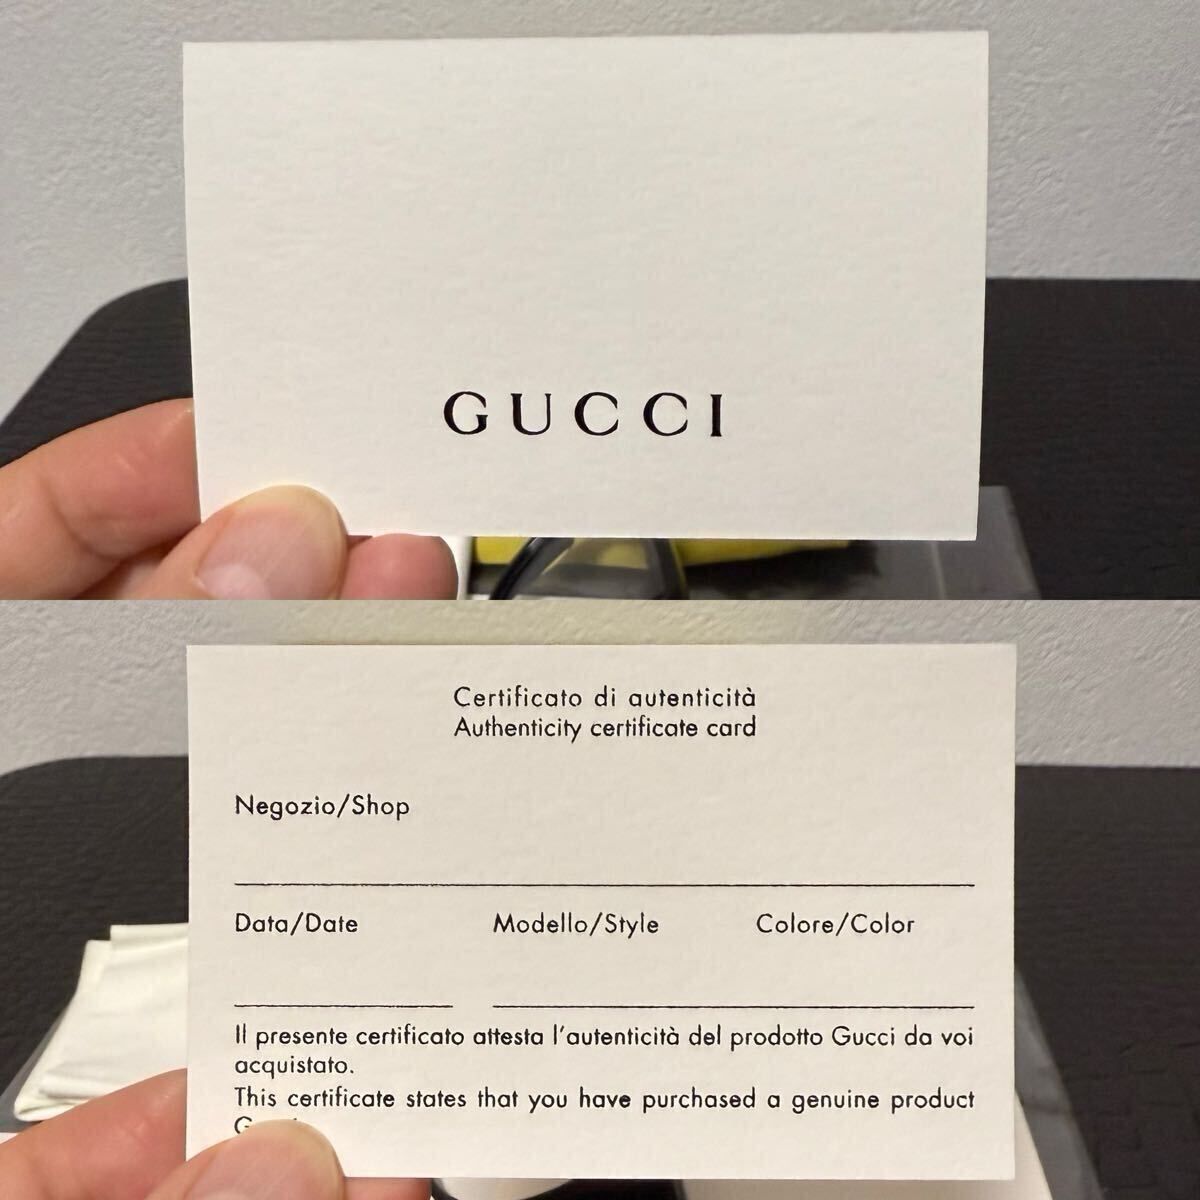 GUCCI
Certificato di autenticità
Authenticity certificate card
Negozio/Shop
Data/Date Modello/Style Colore/Color
Il presente certificato attesta l'autenticità del prodotto Gucci da voi
acquistato.
This certificate states that you have purchased a genuine product